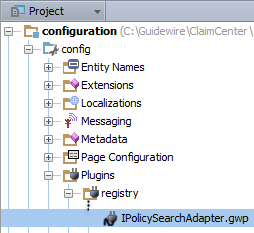 Project
configuration (C:\Guidewire\ClaimCenter\
config
Entity Names
Extensions
Localizations
Messaging
Metadata
Page Configuration
Plugins
registry
IPolicySearchAdapter.gwp